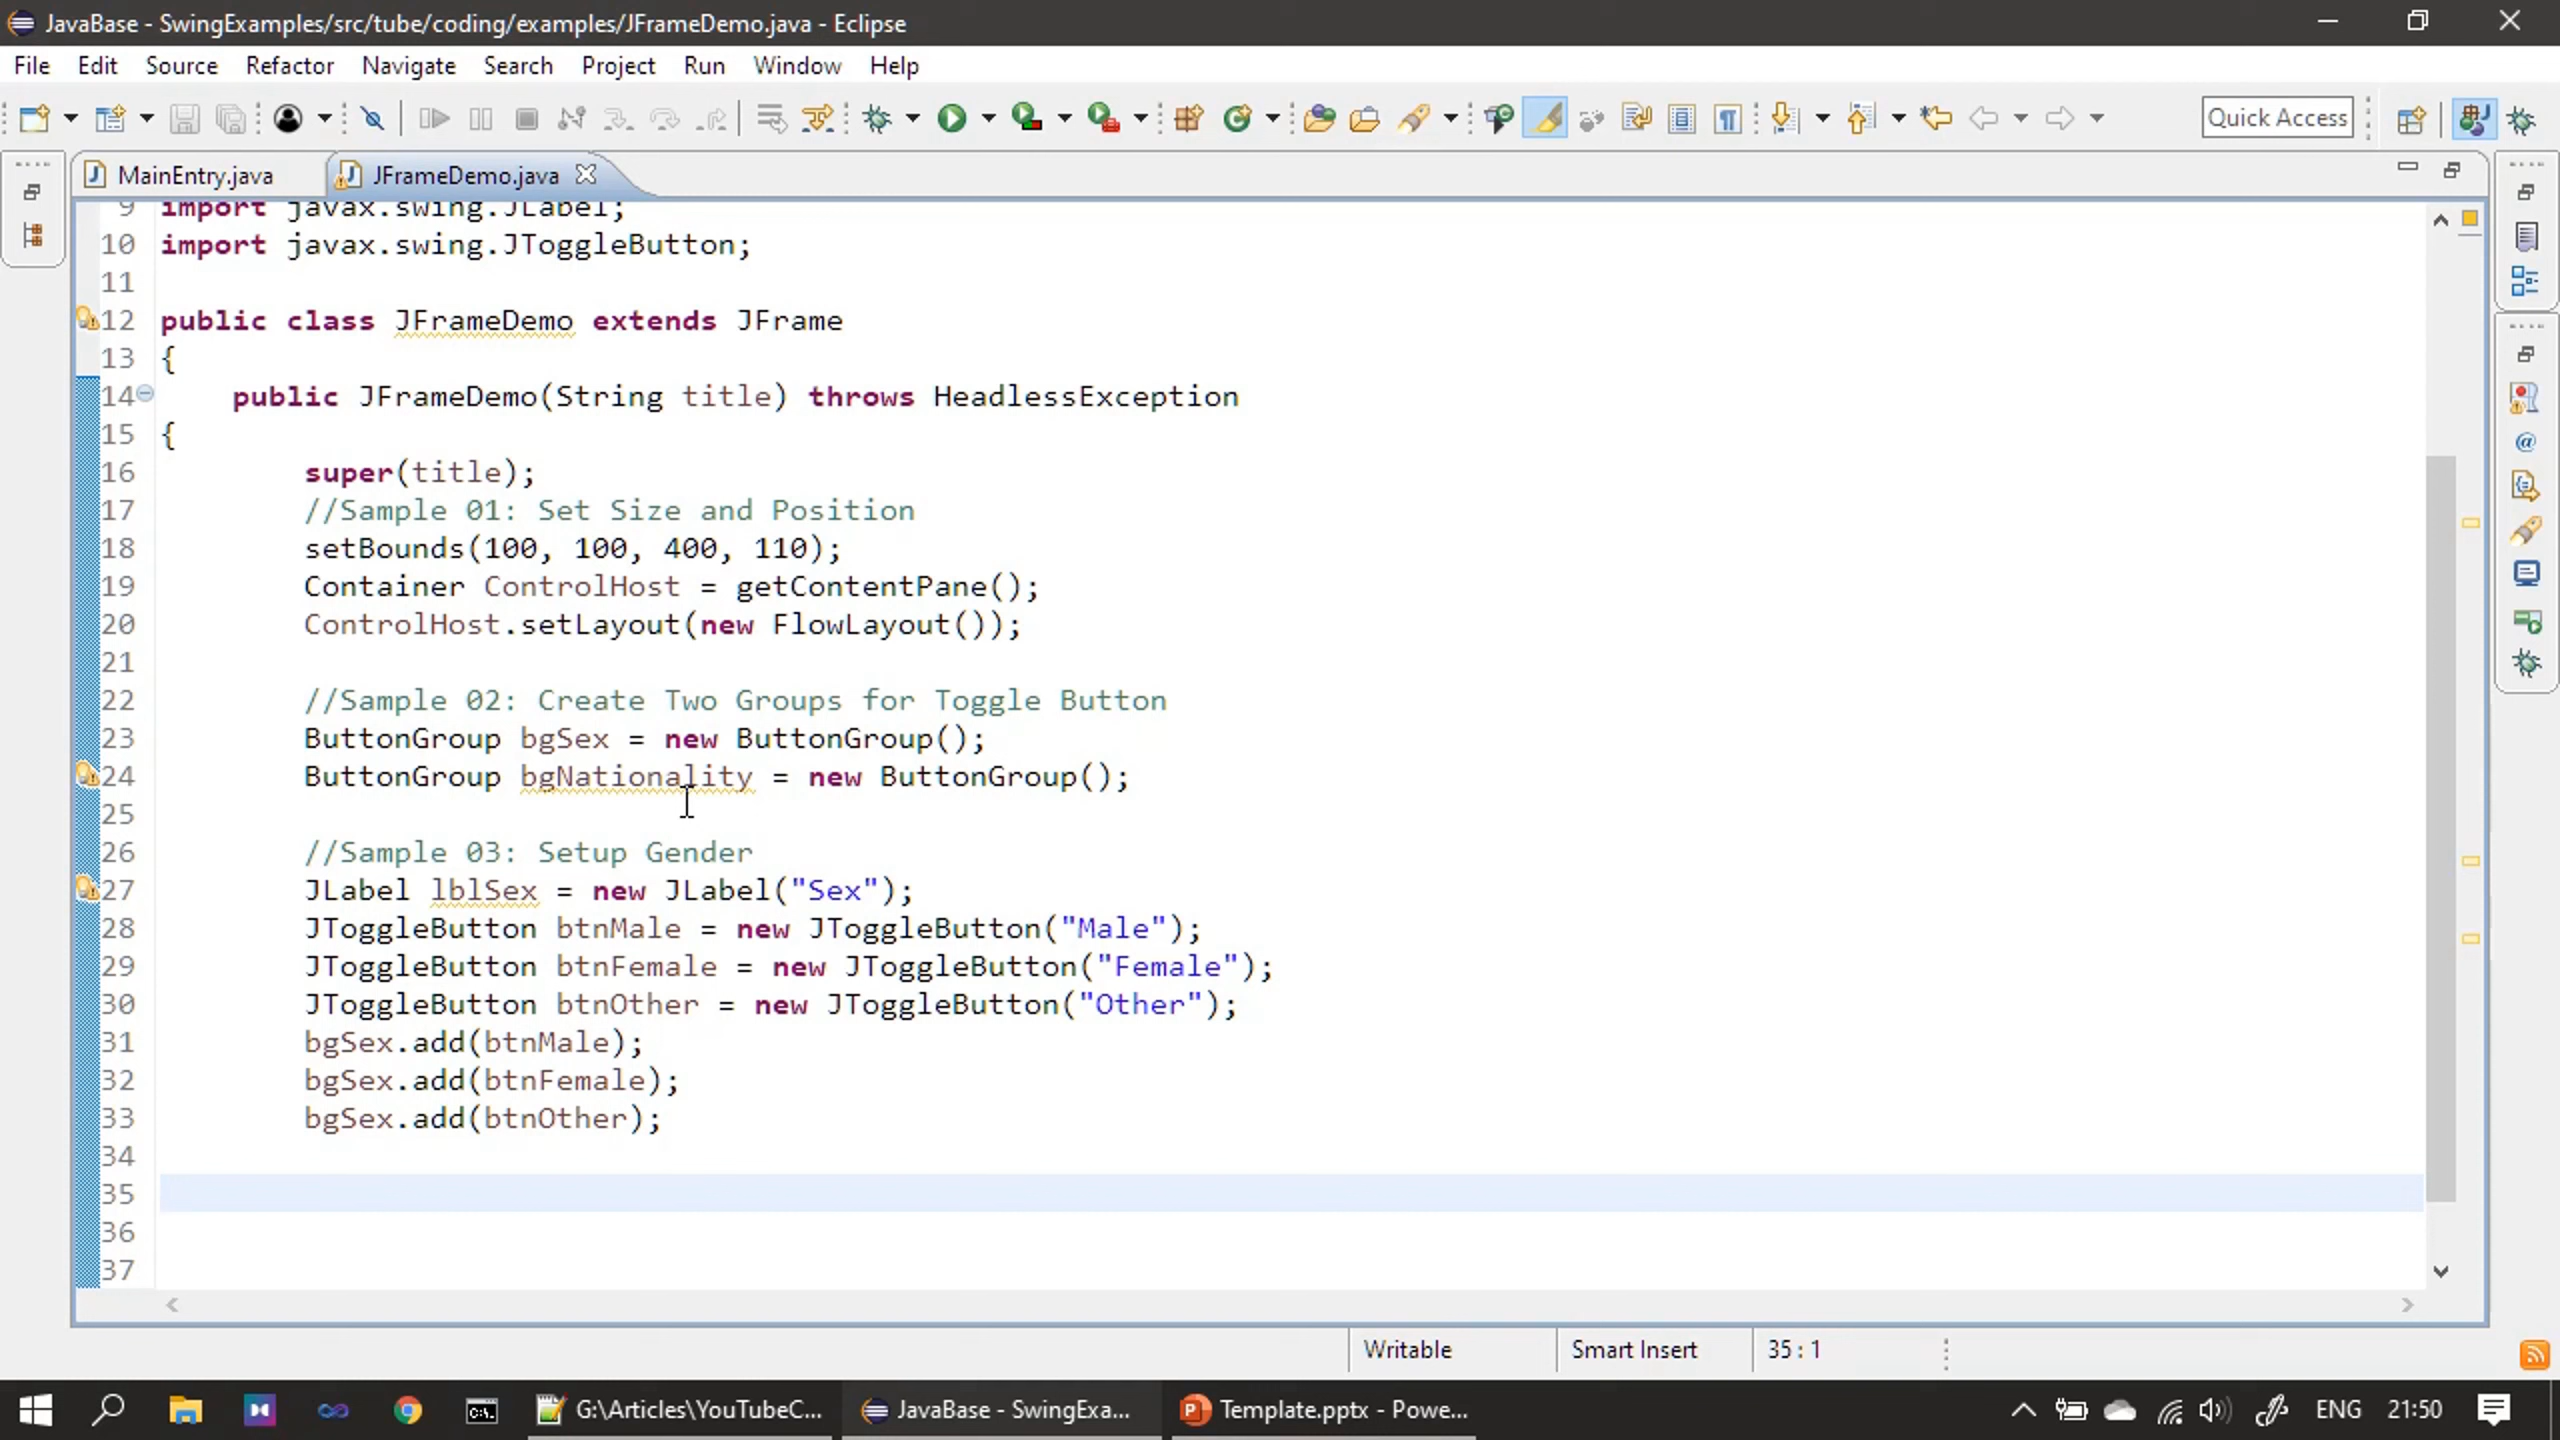 JavaBase - SwingExamples/src/tube/coding/examples/JFrameDemo.java - Eclipse
File Edit Source Refactor Navigate Search Project Run Window Help
Quick Access
MainEntry.java JFrameDemo.java
9 import javax.swing.JLabel;
10 import javax.swing.JToggleButton;
11
12 public class JFrameDemo extends JFrame
13 {
14 public JFrameDemo(String title) throws HeadlessException
15 {
16 super(title);
17 //Sample 01: Set Size and Position
18 setBounds(100, 100, 400, 110);
19 Container ControlHost = getContentPane();
20 ControlHost.setLayout(new FlowLayout());
21
22 //Sample 02: Create Two Groups for Toggle Button
23 ButtonGroup bgSex = new ButtonGroup();
24 ButtonGroup bgNationality = new ButtonGroup();
25
26 //Sample 03: Setup Gender
27 JLabel lblSex = new JLabel("Sex");
28 JToggleButton btnMale = new JToggleButton("Male");
29 JToggleButton btnFemale = new JToggleButton("Female");
30 JToggleButton btnOther = new JToggleButton("Other");
31 bgSex.add(btnMale);
32 bgSex.add(btnFemale);
33 bgSex.add(btnOther);
34
35
36
37
Writable Smart Insert 35 : 1
G:\Articles\YouTubeC... JavaBase - SwingExa... Template.pptx - Powe... ENG 21:50